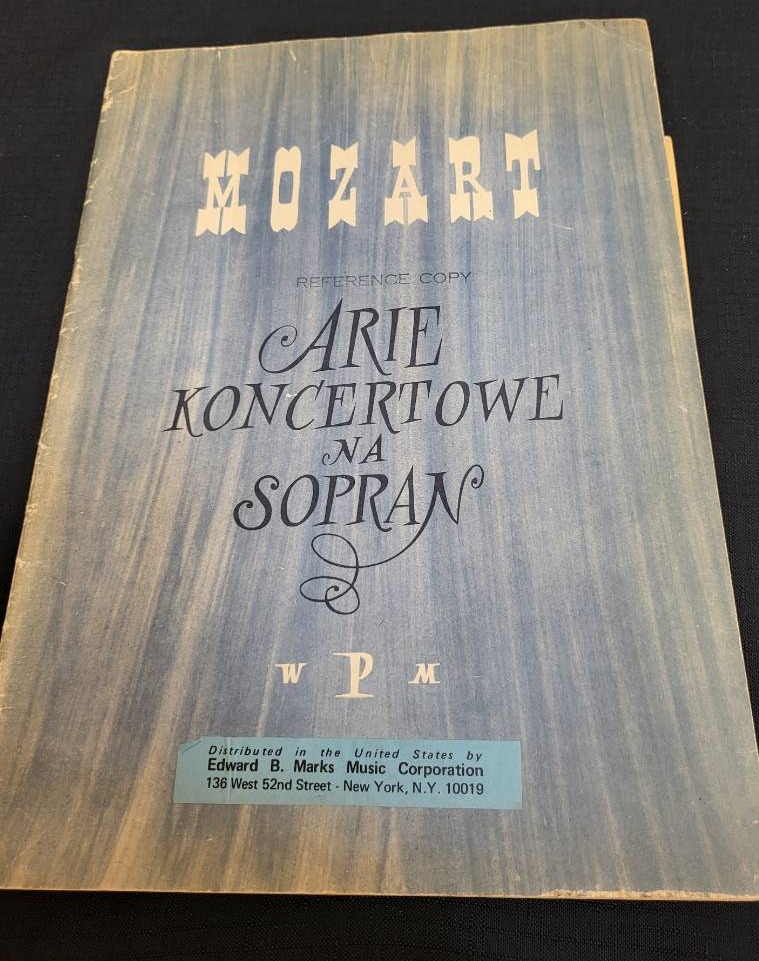 MOZART
REFERENCE COPY
ARIE
KONCERTOWE
NA
SOPRAN
W P M
Distributed in the United States by
Edward B. Marks Music Corporation
136 West 52nd Street - New York, N.Y. 10019